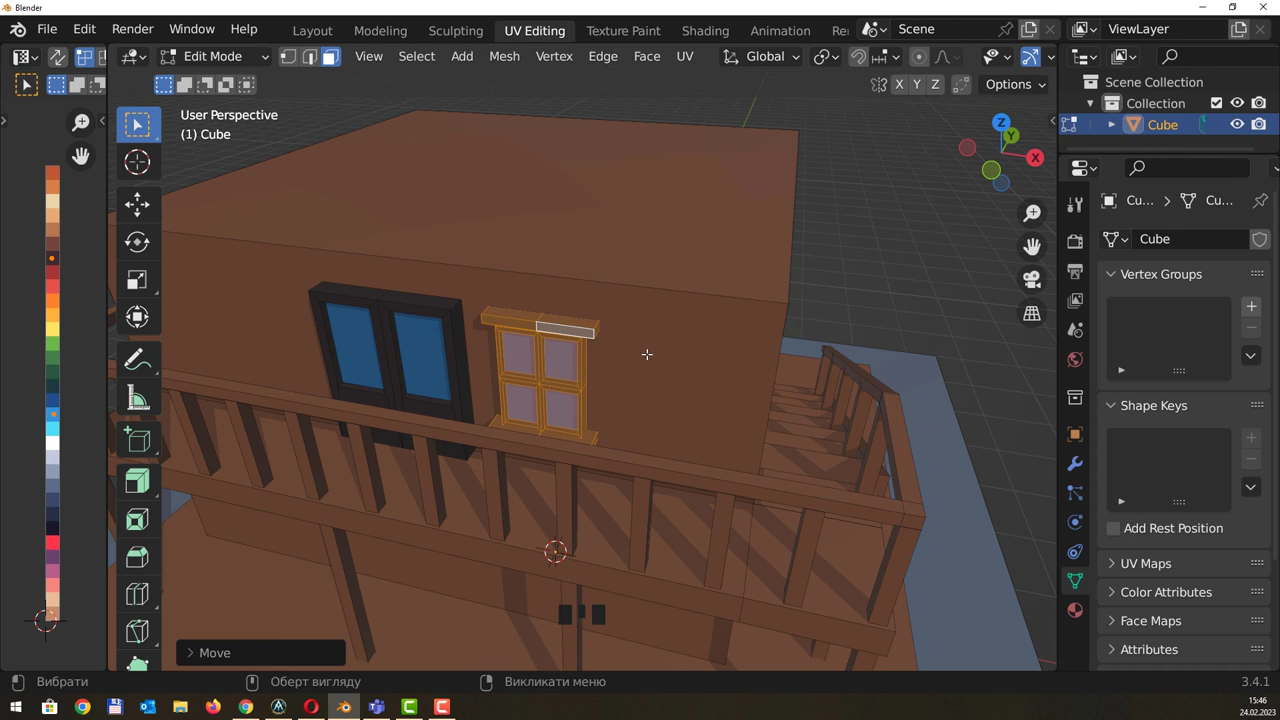 Blender
File Edit Render Window Help Layout Modeling Sculpting UV Editing Texture Paint Shading Animation Re Scene ViewLayer
Edit Mode View Select Add Mesh Vertex Edge Face UV Global
X Y Z Options
Scene Collection
Collection
Cube
User Perspective
(1) Cube
Z
Y
X
Cu... Cu...
Cube
Vertex Groups
Shape Keys
Add Rest Position
UV Maps
Color Attributes
Face Maps
Attributes
Move
Вибрати Оберт вигляду Викликати меню 3.4.1
15:46
24.02.2023